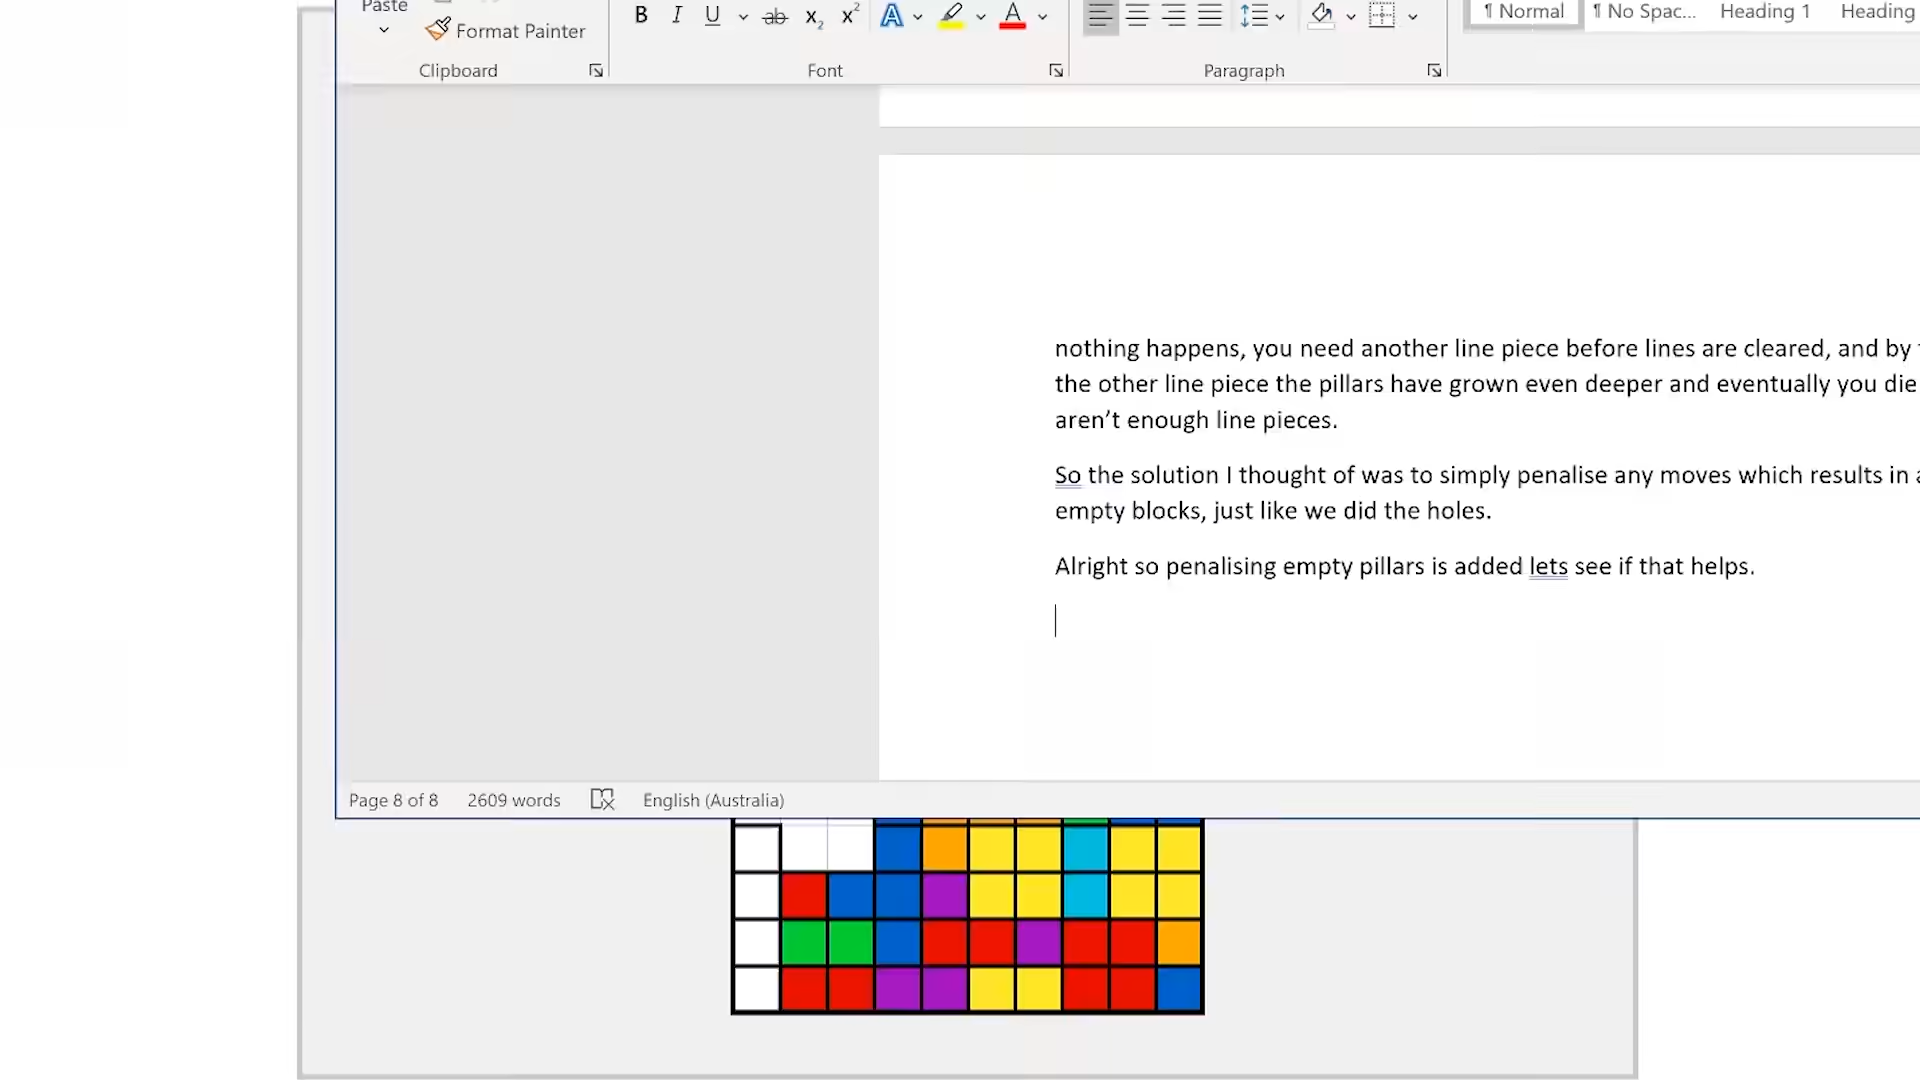 Paste
B I U ab x2 x2 A A
¶ Normal ¶ No Spac... Heading 1 Heading
Format Painter
Clipboard Font Paragraph
nothing happens, you need another line piece before lines are cleared, and by
the other line piece the pillars have grown even deeper and eventually you die
aren’t enough line pieces.
So the solution I thought of was to simply penalise any moves which results in
empty blocks, just like we did the holes.
Alright so penalising empty pillars is added lets see if that helps.
Page 8 of 8 2609 words English (Australia)